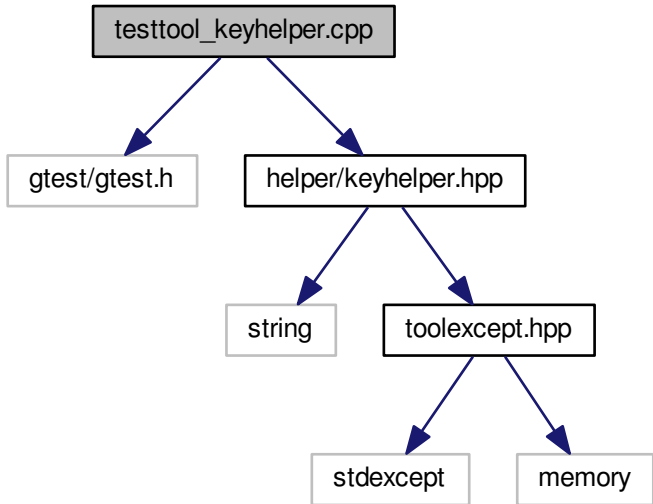 testtool_keyhelper.cpp
gtest/gtest.h
helper/keyhelper.hpp
string
toolexcept.hpp
stdexcept
memory